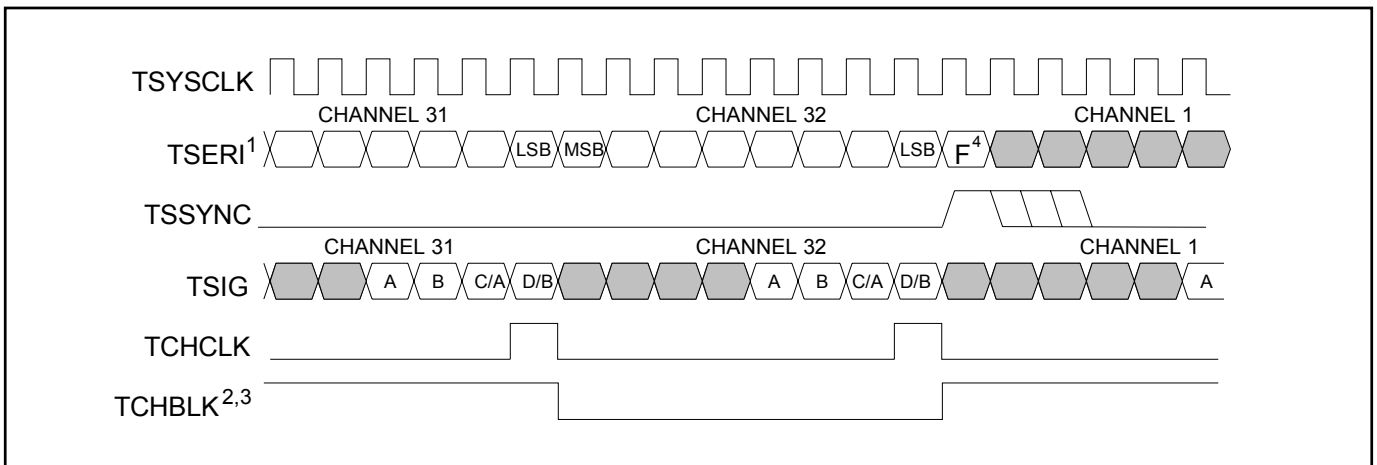 TSYSCLK
CHANNEL 31 CHANNEL 32 CHANNEL 1
TSERI¹ LSB MSB LSB F⁴
TSSYNC
CHANNEL 31 CHANNEL 32 CHANNEL 1
TSIG A B C/A D/B A B C/A D/B A
TCHCLK
TCHBLK²,³